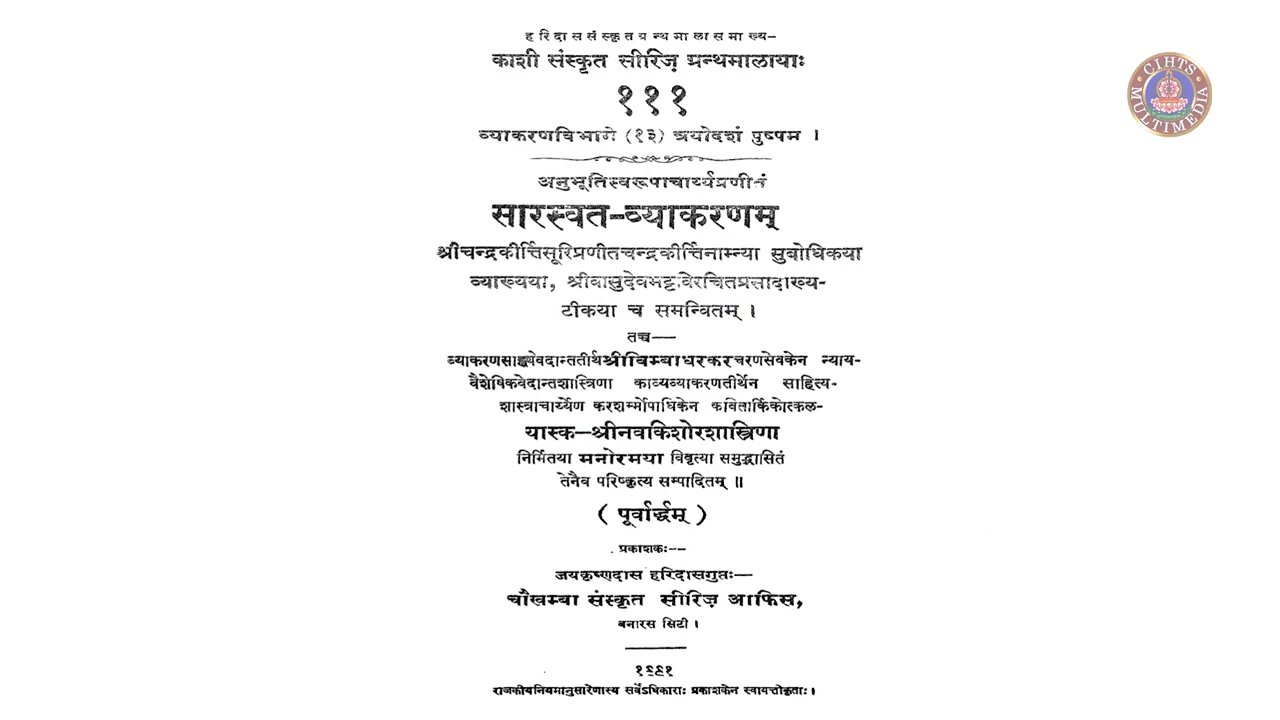 हरिदाससंस्कृतग्रन्थमालासमाख्य–
काशी संस्कृत सीरिज़ ग्रन्थमालायाः
१११
व्याकरणविभागे (१३) त्रयोदशं पुष्पम् ।
अनुभूतिस्वरूपाचार्य्यप्रणीतं
सारस्वत-व्याकरणम्
श्रीचन्द्रकीर्त्तिसूरिप्रणीतचन्द्रकीर्त्तिनाम्न्या सुबोधिकया
व्याख्यया, श्रीवासुदेवभट्टविरचितप्रसादाख्य-
टीकया च समन्वितम् ।
तच्च—
व्याकरणसाङ्ख्यवेदान्ततीर्थश्रीबिम्बाधरकरचरणसेवकेन न्याय-
वैशेषिकवेदान्तशास्त्रिणा काव्यव्याकरणतीर्थेन साहित्य-
शास्त्राचार्य्येण करशर्म्मोपाधिकेन कवितार्किकोत्कल-
यास्क—श्रीनवकिशोरशास्त्रिणा
निर्मितया मनोरमया विवृत्या समुद्भासितं
तेनैव परिष्कृत्य सम्पादितम् ॥
( पूर्वार्द्धम् )
प्रकाशकः--
जयकृष्णदास हरिदासगुप्तः—
चौखम्बा संस्कृत सीरिज़ आफिस,
बनारस सिटी ।
१९९१
राजकीयनियमानुसारेणास्य सर्वेऽधिकाराः प्रकाशकेन स्वायत्तीकृताः ।
CIHTS
MULTIMEDIA